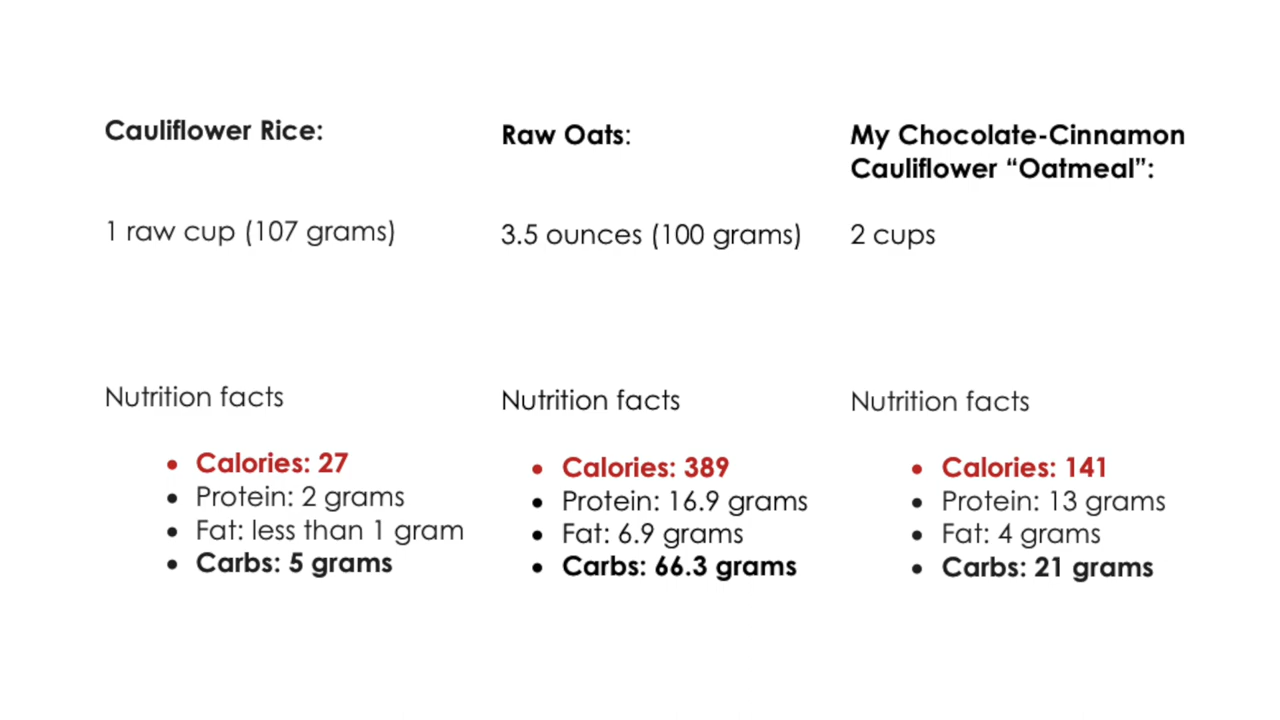 Cauliflower Rice:
1 raw cup (107 grams)
Nutrition facts
• Calories: 27
• Protein: 2 grams
• Fat: less than 1 gram
• Carbs: 5 grams
Raw Oats:
3.5 ounces (100 grams)
Nutrition facts
• Calories: 389
• Protein: 16.9 grams
• Fat: 6.9 grams
• Carbs: 66.3 grams
My Chocolate-Cinnamon
Cauliflower “Oatmeal”:
2 cups
Nutrition facts
• Calories: 141
• Protein: 13 grams
• Fat: 4 grams
• Carbs: 21 grams